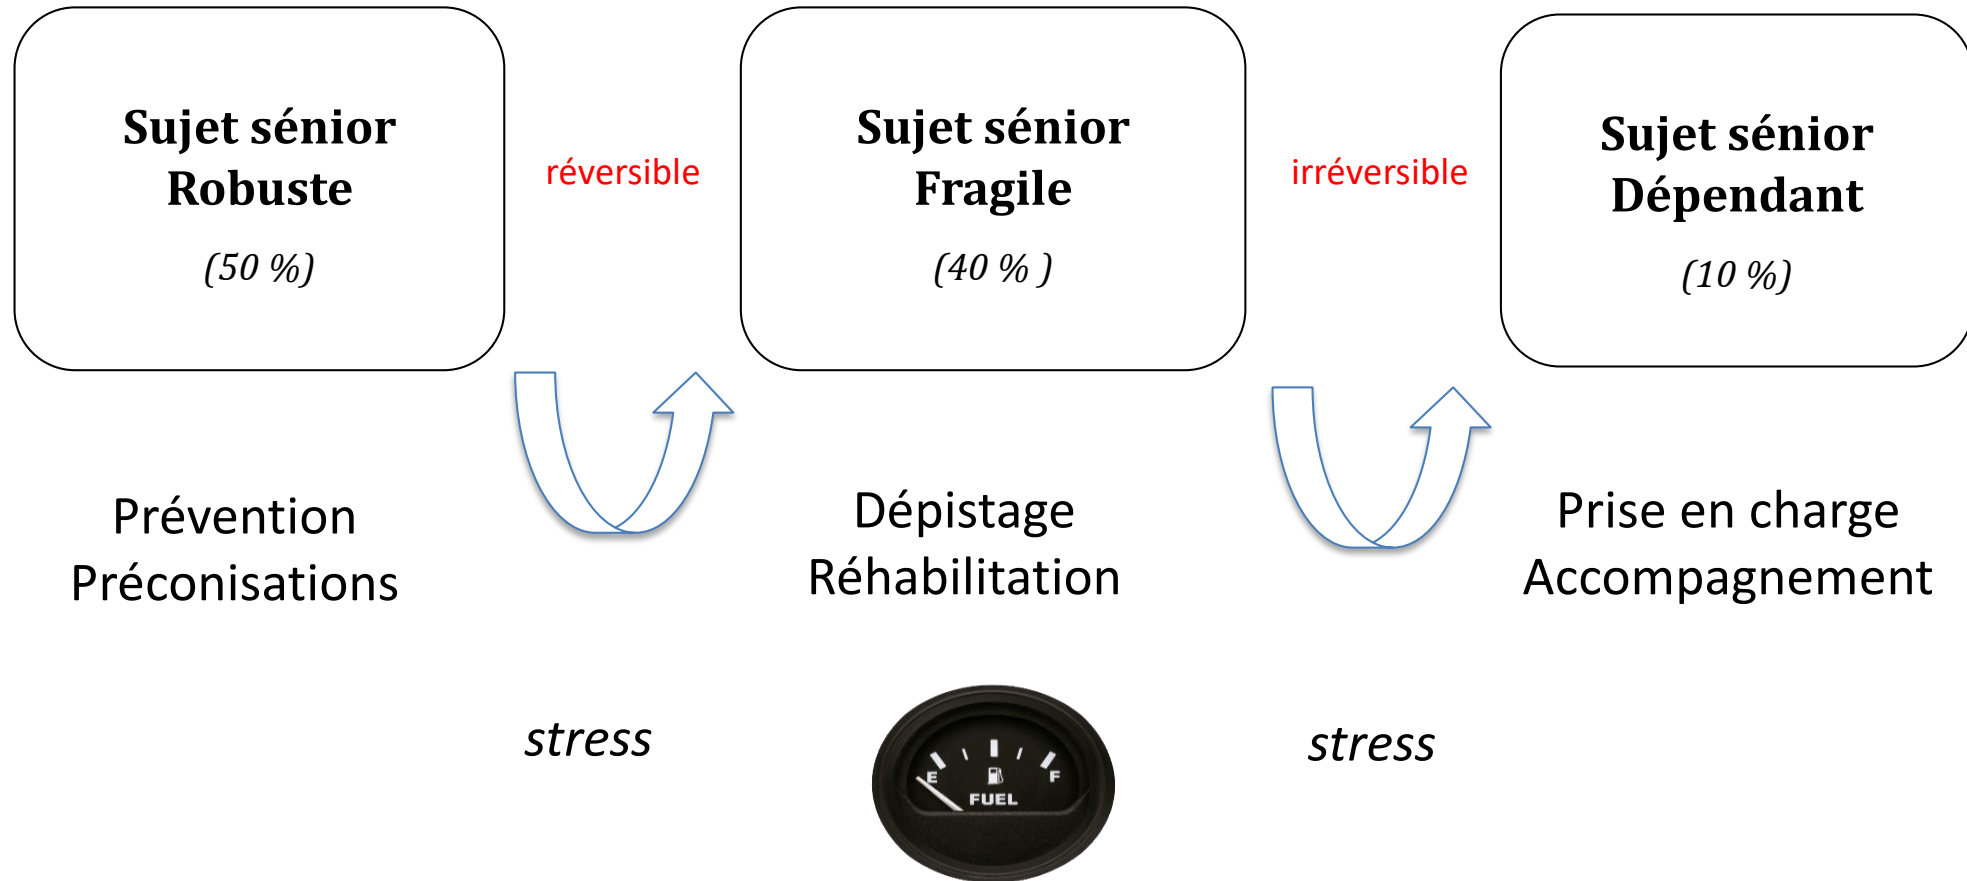 Sujet sénior
Robuste
(50 %)
réversible
Sujet sénior
Fragile
(40 % )
irréversible
Sujet sénior
Dépendant
(10 %)
Prévention
Préconisations
Dépistage
Réhabilitation
Prise en charge
Accompagnement
stress
E
F
FUEL
stress